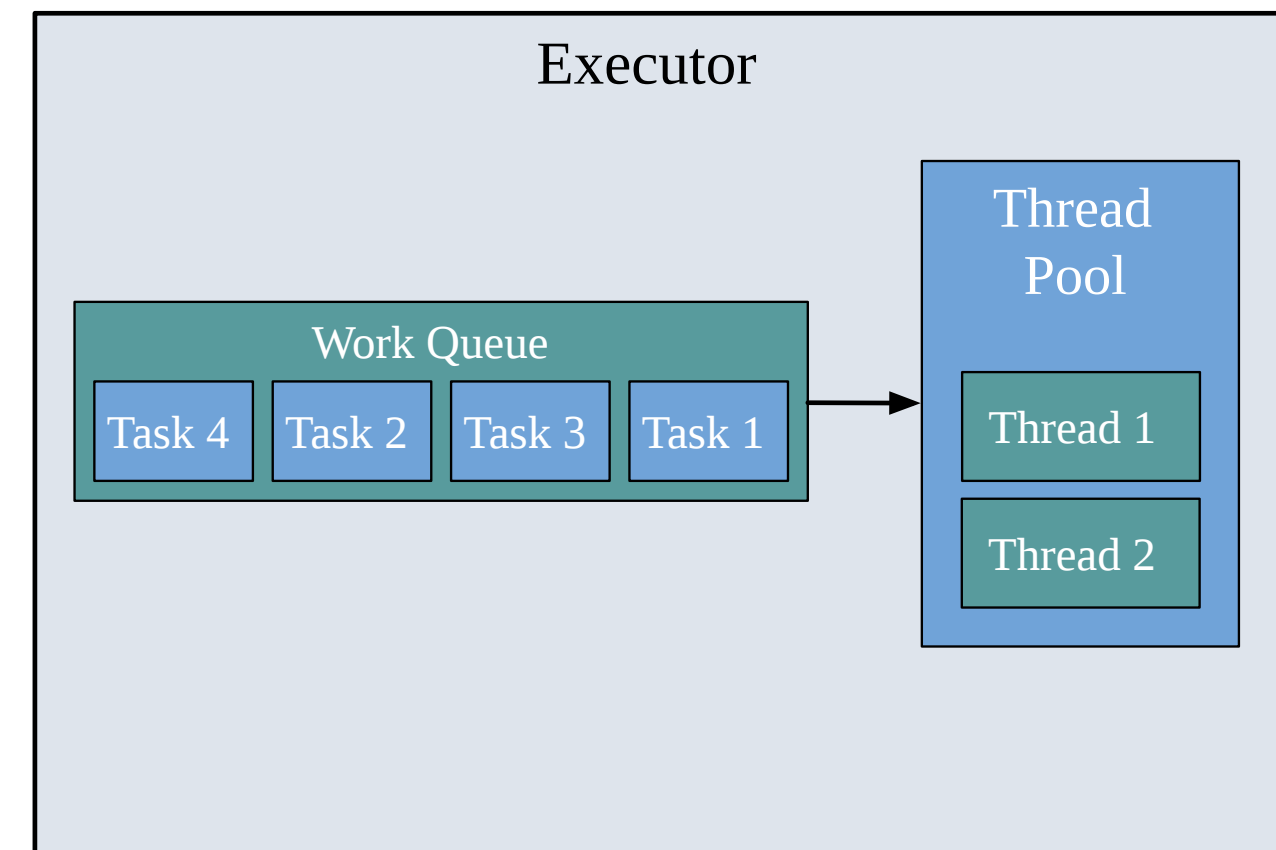 Executor
Thread
Pool
Work Queue
Task 4
Task 2
Task 3
Task 1
Thread 1
Thread 2